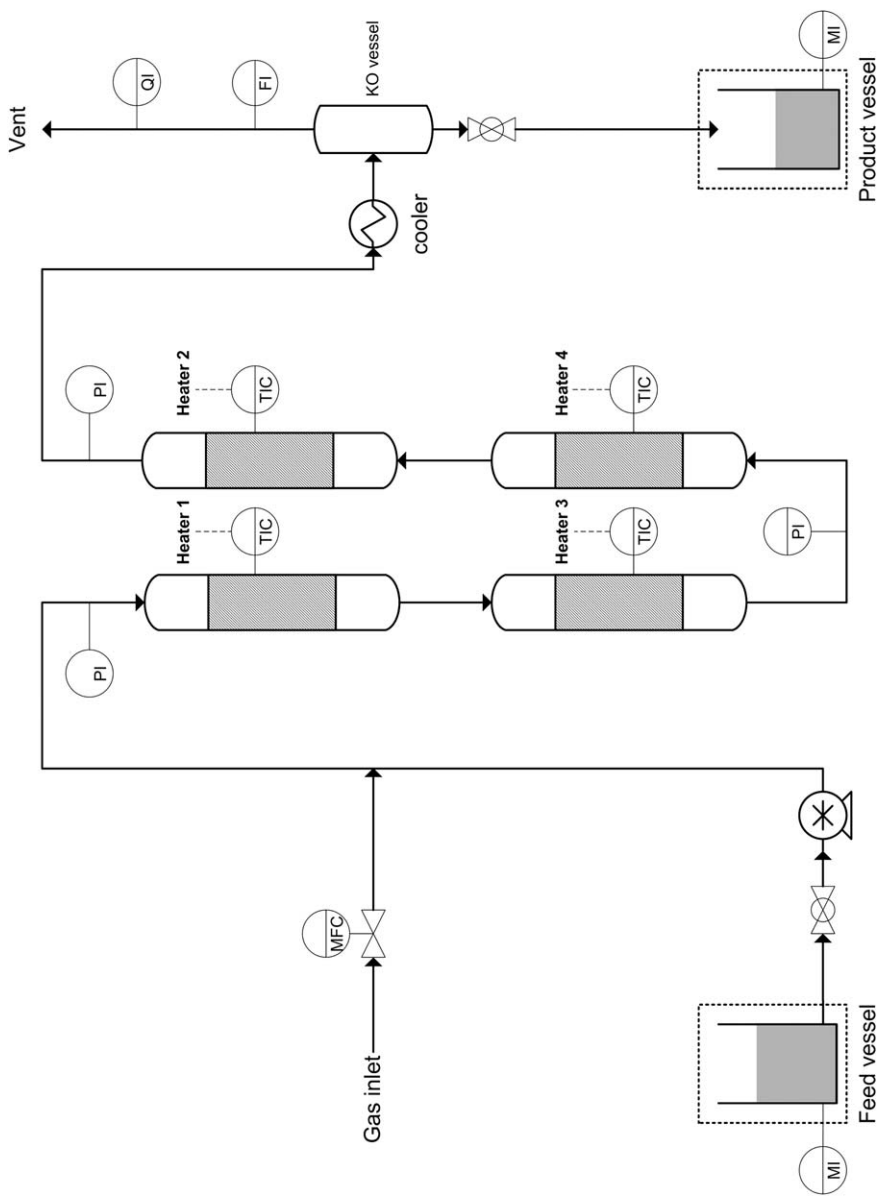 MI
Feed vessel
Gas inlet
MFC
PI
Heater 1
TIC
Heater 3
TIC
PI
Heater 2
TIC
Heater 4
TIC
PI
cooler
KO vessel
Vent
QI
FI
Product vessel
MI